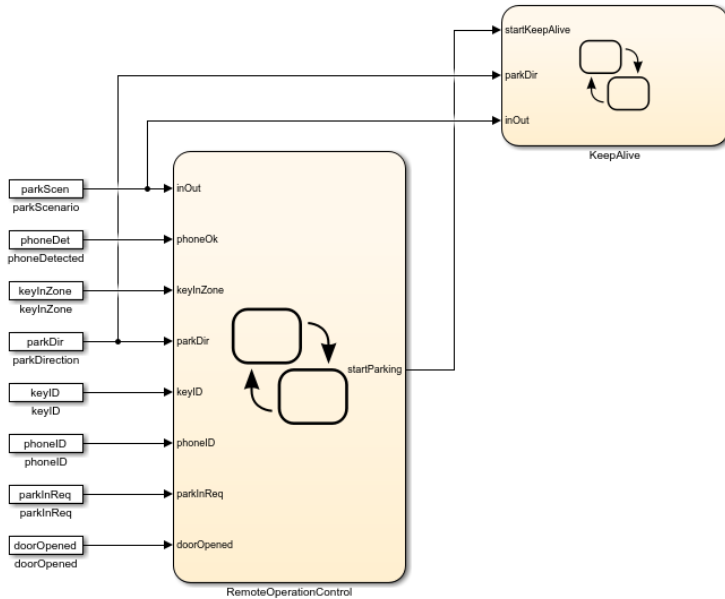 startKeepAlive
parkDir
inOut
KeepAlive
parkScen
parkScenario
phoneDet
phoneDetected
keyInZone
keyInZone
parkDir
parkDirection
keyID
keyID
phoneID
phoneID
parkInReq
parkInReq
doorOpened
doorOpened
inOut
phoneOk
keyInZone
parkDir
keyID
phoneID
parkInReq
doorOpened
startParking
RemoteOperationControl